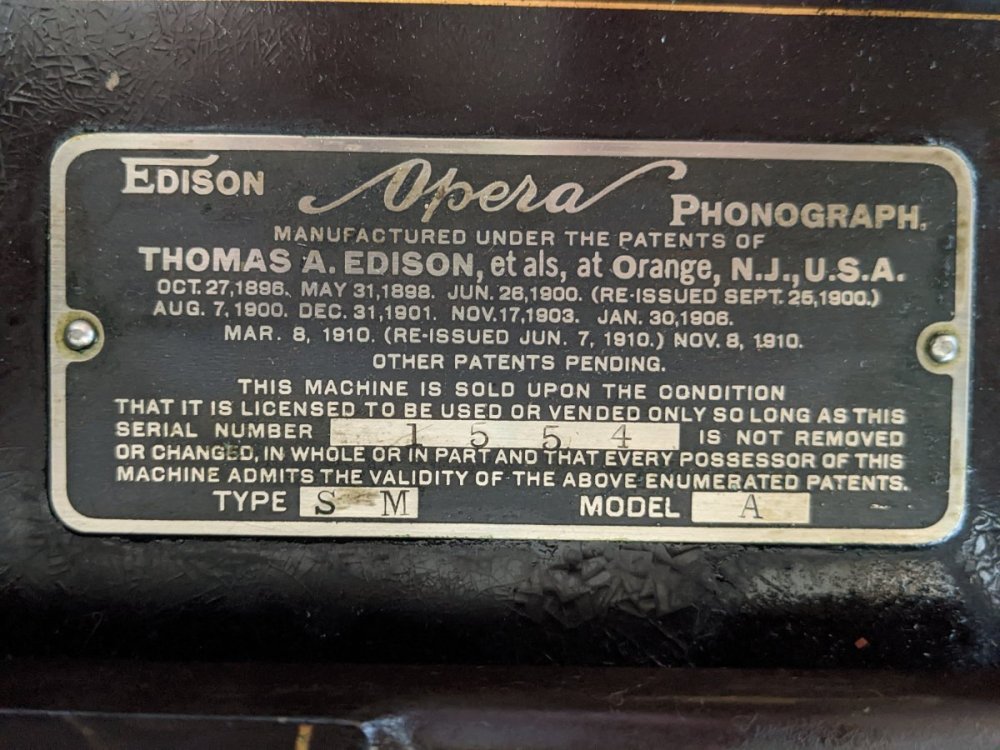 EDISON Opera PHONOGRAPH.
MANUFACTURED UNDER THE PATENTS OF
THOMAS A. EDISON, et als, at Orange, N.J., U.S.A.
OCT. 27, 1896. MAY 31, 1898. JUN. 26, 1900. (RE-ISSUED SEPT. 25, 1900.)
AUG. 7, 1900. DEC. 31, 1901. NOV. 17, 1903. JAN. 30, 1906.
MAR. 8, 1910. (RE-ISSUED JUN. 7, 1910.) NOV. 8, 1910.
OTHER PATENTS PENDING.
THIS MACHINE IS SOLD UPON THE CONDITION
THAT IT IS LICENSED TO BE USED OR VENDED ONLY SO LONG AS THIS
SERIAL NUMBER 1554 IS NOT REMOVED
OR CHANGED, IN WHOLE OR IN PART AND THAT EVERY POSSESSOR OF THIS
MACHINE ADMITS THE VALIDITY OF THE ABOVE ENUMERATED PATENTS.
TYPE S M MODEL A